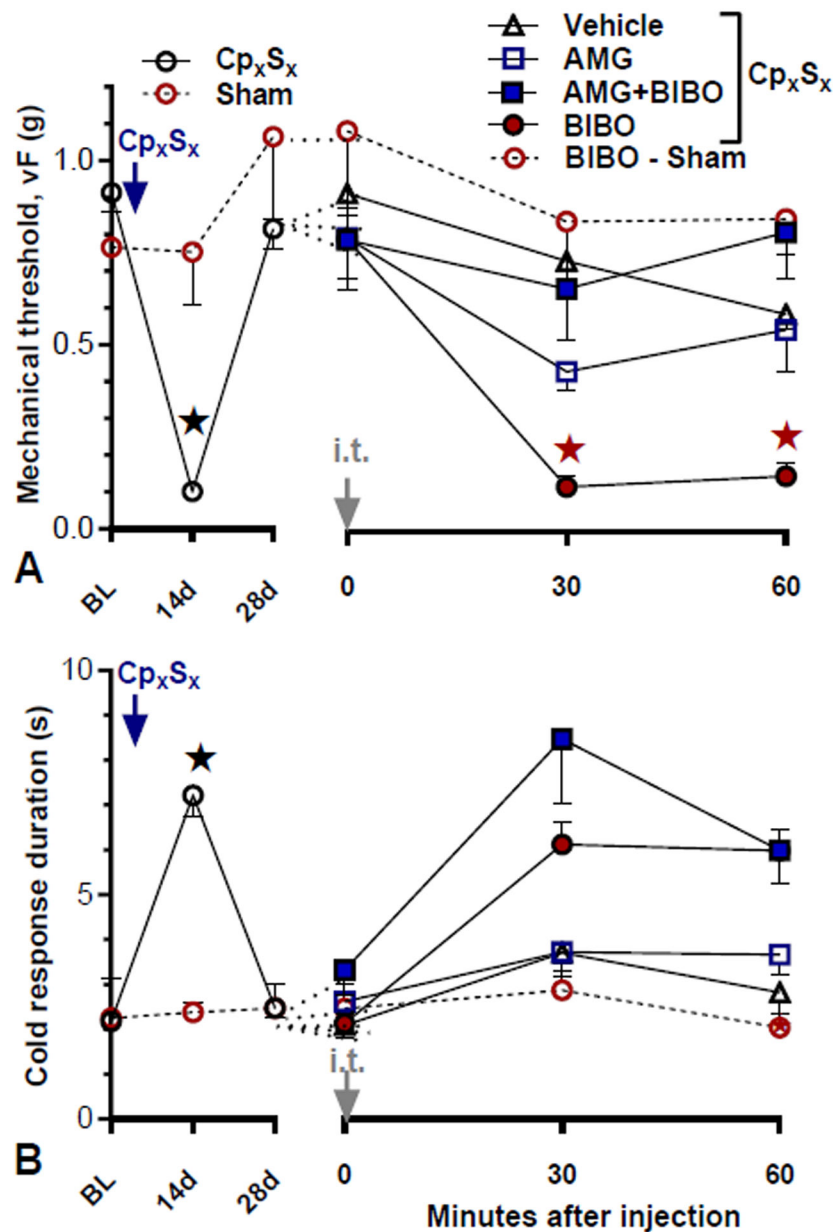 CpxSx
Sham
Vehicle
AMG
AMG+BIBO
BIBO
BIBO - Sham
CpxSx
Mechanical threshold, vF (g)
1.0
0.5
0.0
CpxSx
i.t.
A
BL
14d
28d
0
30
60
Cold response duration (s)
10
5
0
CpxSx
i.t.
B
BL
14d
28d
0
30
60
Minutes after injection